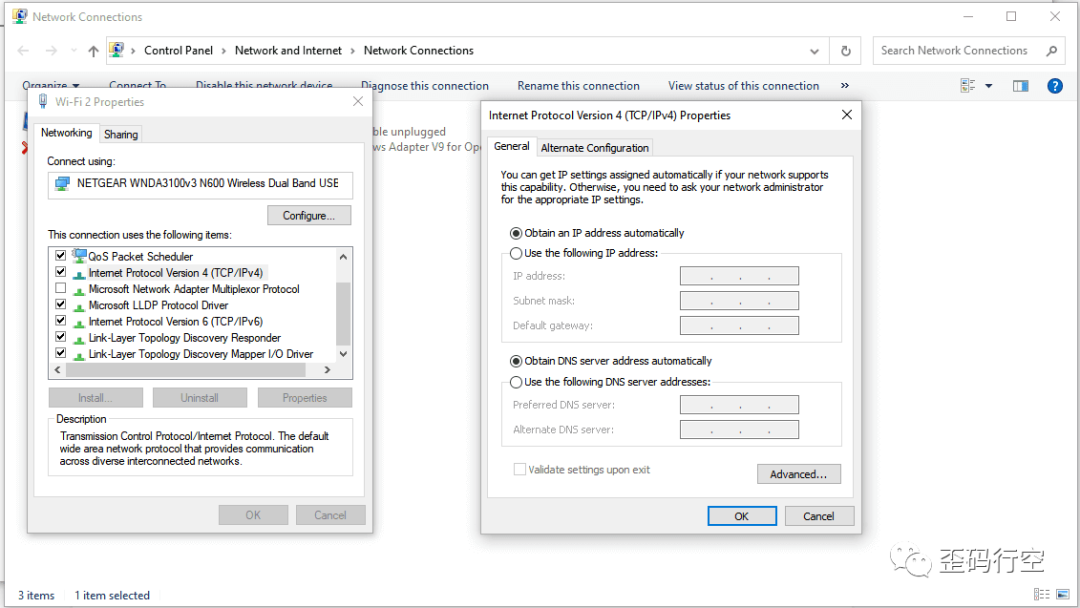 Network Connections
Control Panel > Network and Internet > Network Connections
Search Network Connections
Organize
Connect To
Disable this network device
Diagnose this connection
Rename this connection
View status of this connection
»
Wi-Fi 2 Properties
Networking
Sharing
Connect using:
NETGEAR WNDA3100v3 N600 Wireless Dual Band USE
Configure...
This connection uses the following items:
QoS Packet Scheduler
Internet Protocol Version 4 (TCP/IPv4)
Microsoft Network Adapter Multiplexor Protocol
Microsoft LLDP Protocol Driver
Internet Protocol Version 6 (TCP/IPv6)
Link-Layer Topology Discovery Responder
Link-Layer Topology Discovery Mapper I/O Driver
Install...
Uninstall
Properties
Description
Transmission Control Protocol/Internet Protocol. The default
wide area network protocol that provides communication
across diverse interconnected networks.
OK
Cancel
ble unplugged
ws Adapter V9 for Ope
Internet Protocol Version 4 (TCP/IPv4) Properties
General
Alternate Configuration
You can get IP settings assigned automatically if your network supports
this capability. Otherwise, you need to ask your network administrator
for the appropriate IP settings.
Obtain an IP address automatically
Use the following IP address:
IP address:
Subnet mask:
Default gateway:
Obtain DNS server address automatically
Use the following DNS server addresses:
Preferred DNS server:
Alternate DNS server:
Validate settings upon exit
Advanced...
OK
Cancel
歪码行空
3 items
1 item selected